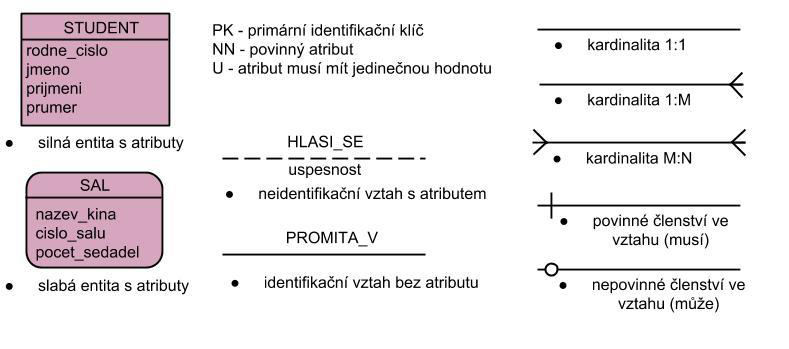 STUDENT
rodne_cislo
jmeno
prijmeni
prumer
● silná entita s atributy
SAL
nazev_kina
cislo_salu
pocet_sedadel
● slabá entita s atributy
PK - primární identifikační klíč
NN - povinný atribut
U - atribut musí mít jedinečnou hodnotu
HLASI_SE
uspesnost
● neidentifikační vztah s atributem
PROMITA_V
● identifikační vztah bez atributu
● kardinalita 1:1
● kardinalita 1:M
● kardinalita M:N
● povinné členství ve
vztahu (musí)
● nepovinné členství ve
vztahu (může)